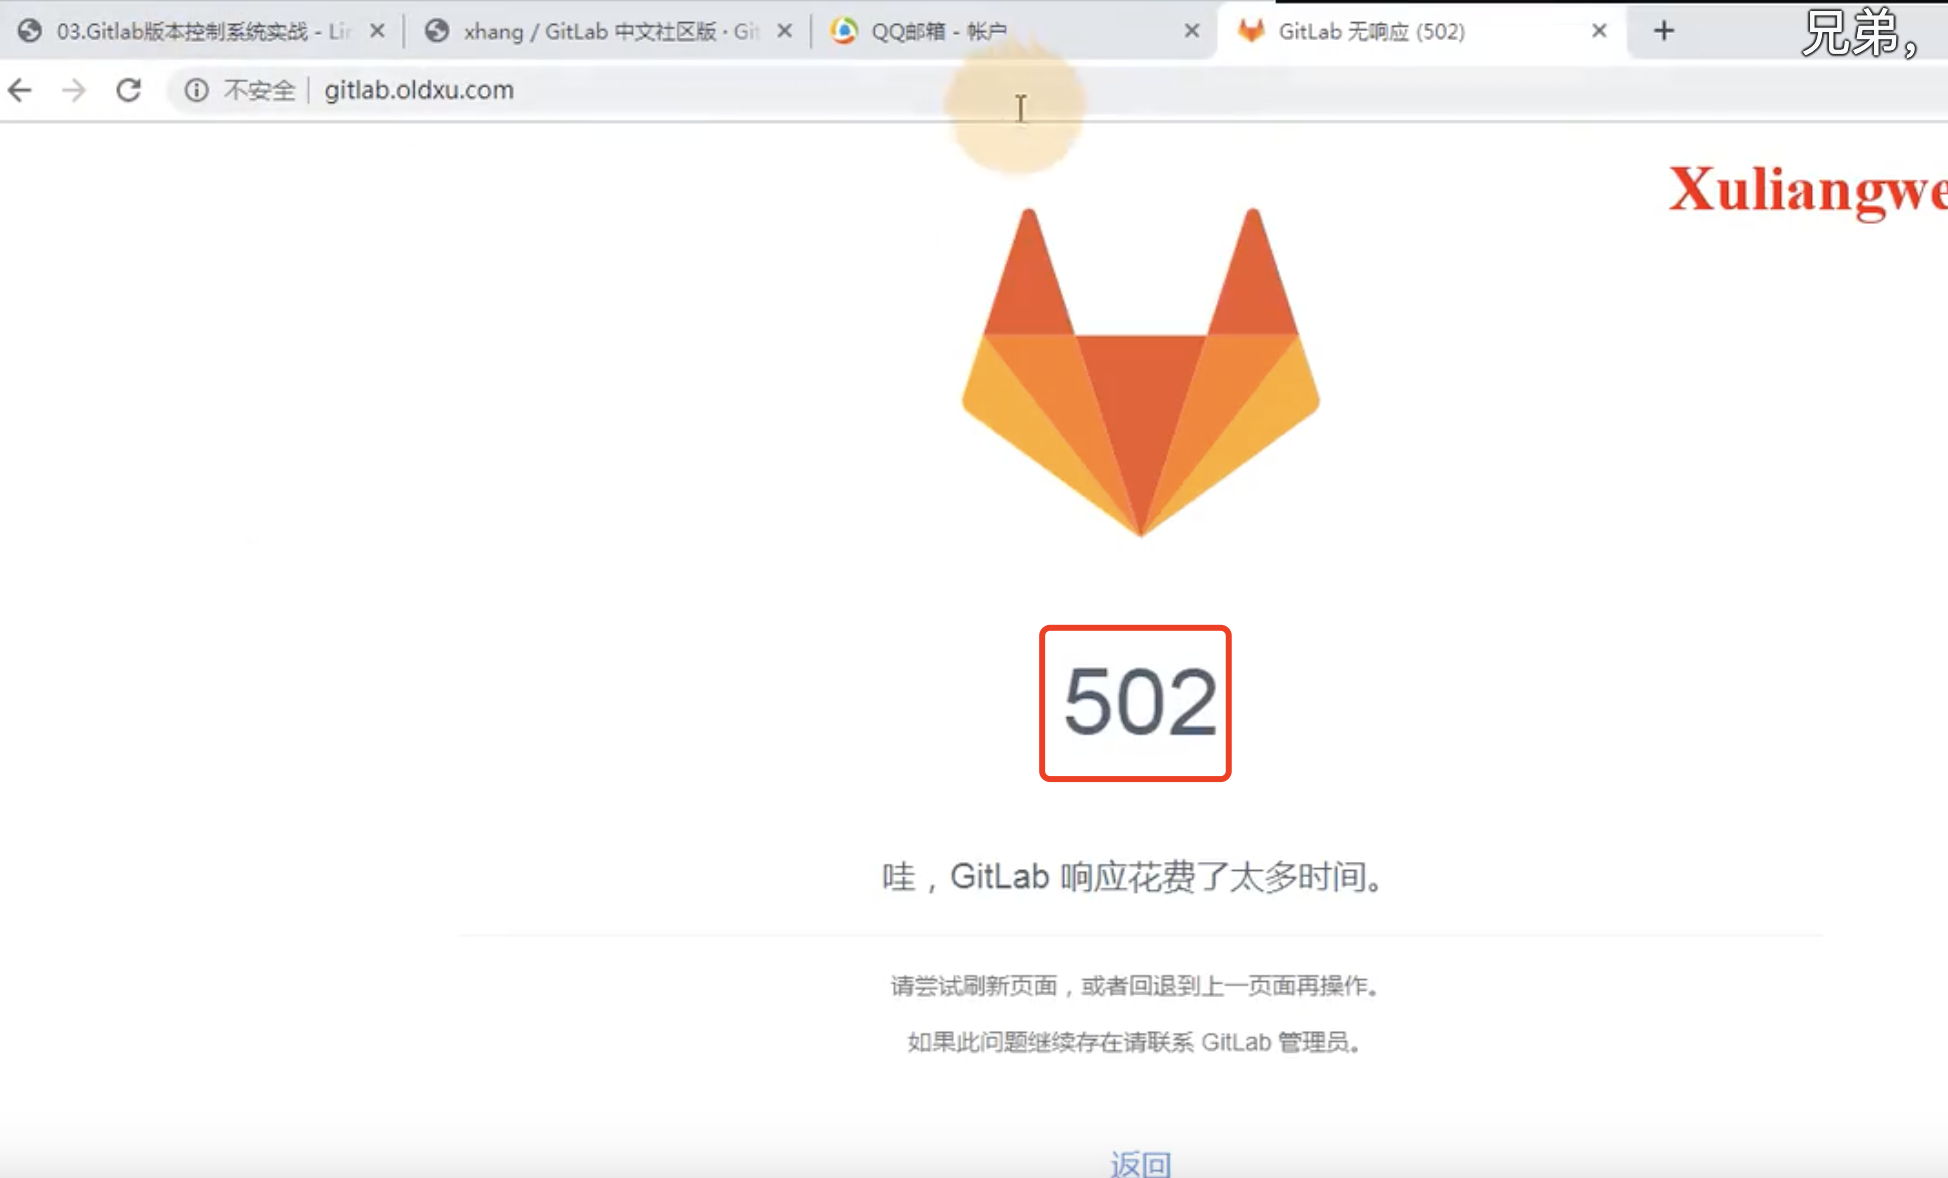 03.Gitlab版本控制系统实战 - Lin
xhang / GitLab 中文社区版 · Git
QQ邮箱 - 帐户
GitLab 无响应 (502)
兄弟，
不安全
gitlab.oldxu.com
Xuliangwe
502
哇，GitLab 响应花费了太多时间。
请尝试刷新页面，或者回退到上一页面再操作。
如果此问题继续存在请联系 GitLab 管理员。
返回